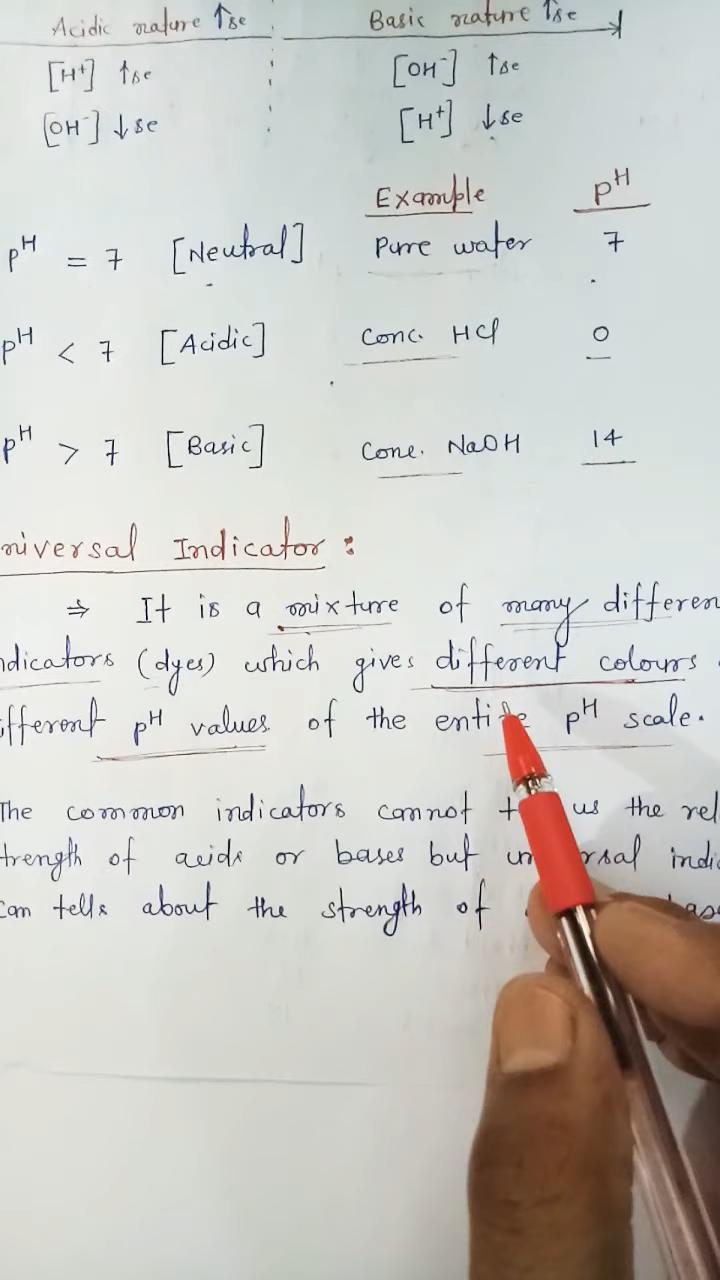 Acidic nature ↑se Basic nature ↑se
[H⁺] ↑se [OH⁻] ↑se
[OH⁻] ↓se [H⁺] ↓se
Example pᴴ
pᴴ = 7 [Neutral] Pure water 7
pᴴ < 7 [Acidic] Conc. HCl 0
pᴴ > 7 [Basic] Conc. NaOH 14
niversal Indicator :
⇒ It is a mixture of many differen
ndicators (dyes) which gives different colours
ifferent pᴴ values of the entire pᴴ scale.
The common indicators cannot us the rel
trength of acids or bases but indi
can tells about the strength of